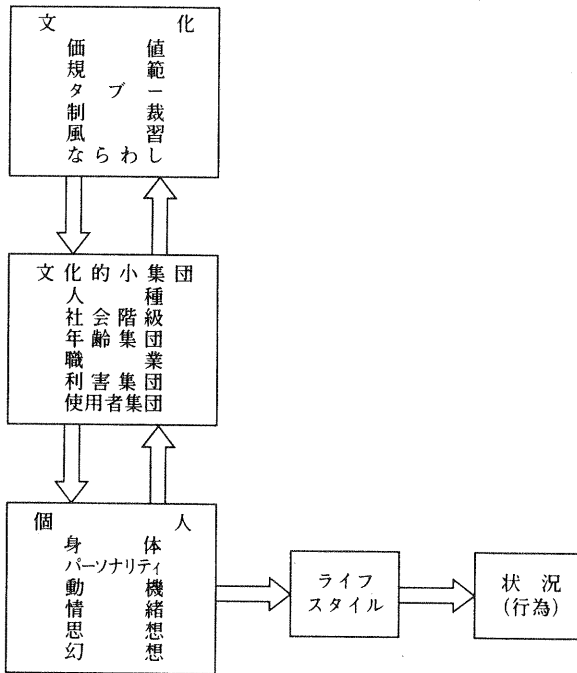 文化
価値
規範
タブー
制裁
風習
ならわし
文化的小集団
人種
社会階級
年齢集団
職業
利害集団
使用者集団
個人
身体
パーソナリティ
動機
情緒
思想
幻想
ライフ
スタイル
状況
(行為)